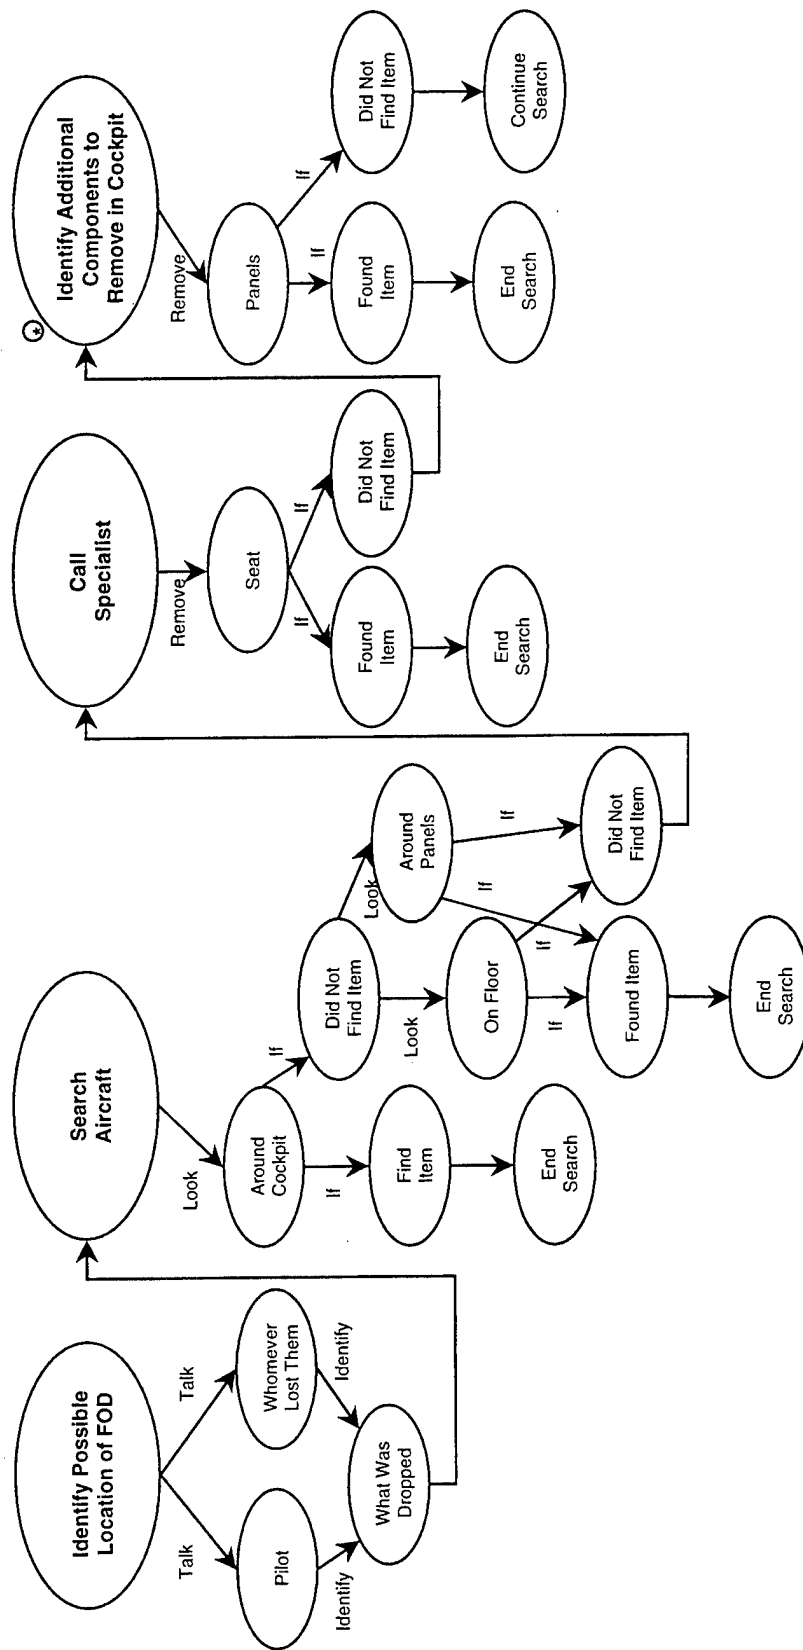 Identify Possible
Location of FOD
Talk
Talk
Pilot
Whomever
Lost Them
Identify
Identify
What Was
Dropped
Search
Aircraft
Look
Around
Cockpit
If
If
Find
Item
End
Search
Did Not
Find Item
Look
Look
On Floor
Around
Panels
If
If
If
If
Found Item
Did Not
Find Item
End
Search
Call
Specialist
Remove
Seat
If
If
Found
Item
Did Not
Find Item
End
Search
*
Identify Additional
Components to
Remove in Cockpit
Remove
Panels
If
If
Found
Item
Did Not
Find Item
End
Search
Continue
Search